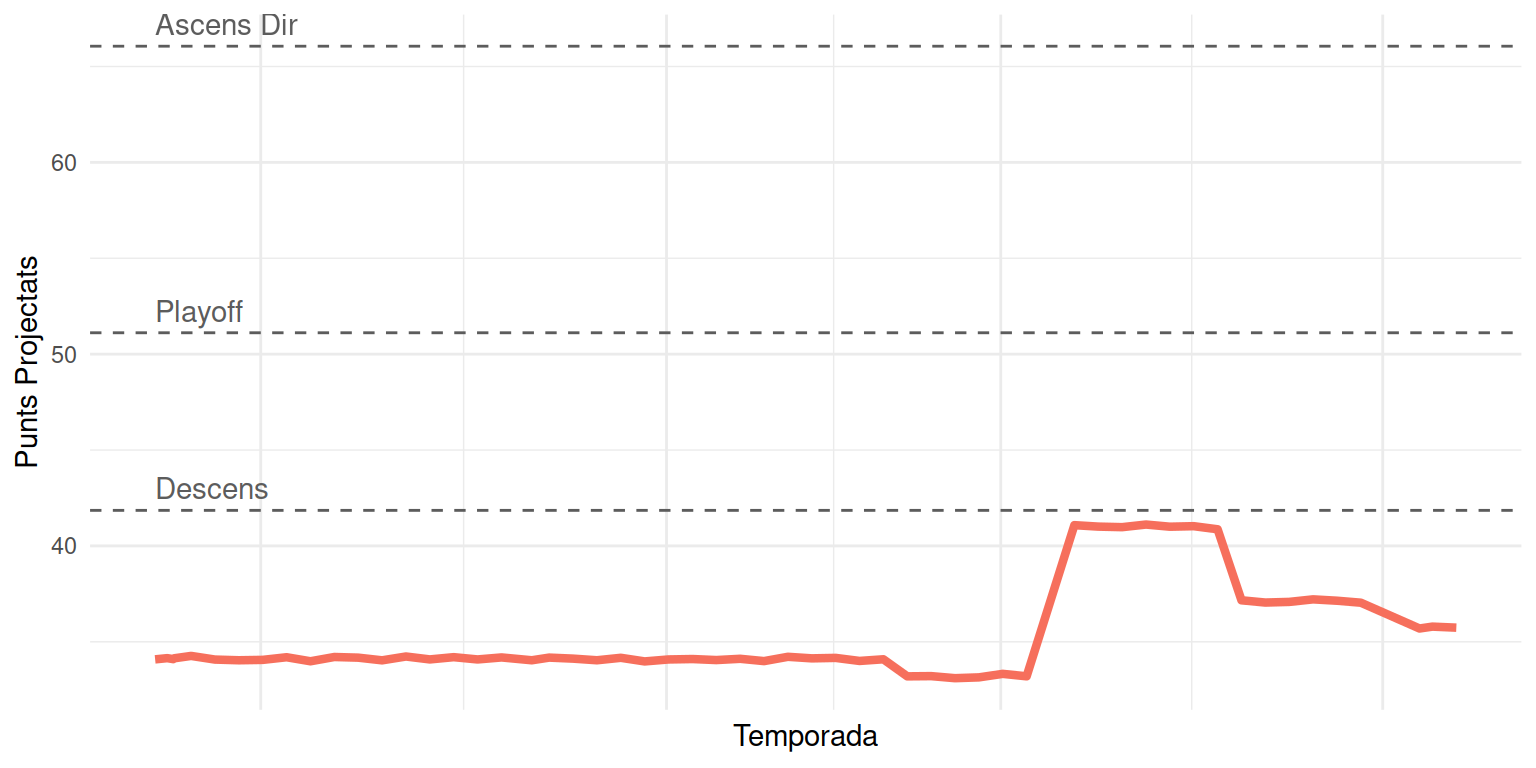 Ascens Dir
60
Playoff
50
Descens
40
Punts Projectats
Temporada